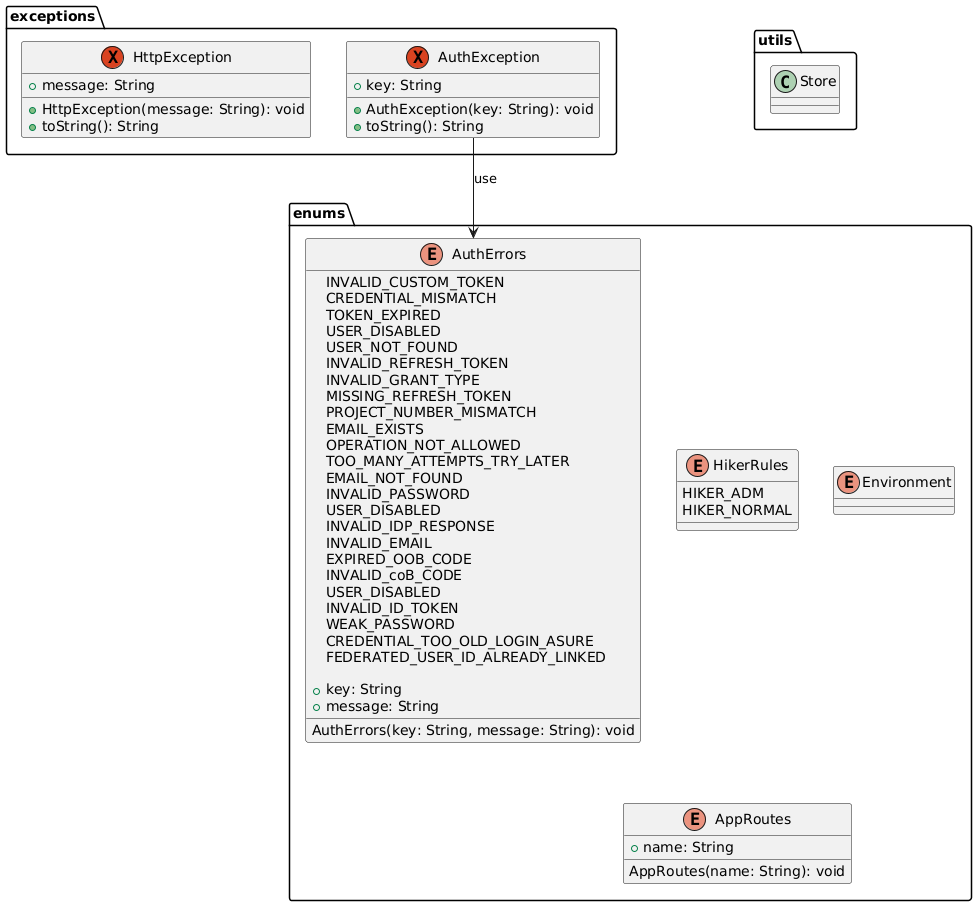 exceptions
X HttpException
message: String
HttpException(message: String): void
toString(): String
X AuthException
key: String
AuthException(key: String): void
toString(): String
utils
C Store
use
enums
E AuthErrors
INVALID_CUSTOM_TOKEN
CREDENTIAL_MISMATCH
TOKEN_EXPIRED
USER_DISABLED
USER_NOT_FOUND
INVALID_REFRESH_TOKEN
INVALID_GRANT_TYPE
MISSING_REFRESH_TOKEN
PROJECT_NUMBER_MISMATCH
EMAIL_EXISTS
OPERATION_NOT_ALLOWED
TOO_MANY_ATTEMPTS_TRY_LATER
EMAIL_NOT_FOUND
INVALID_PASSWORD
USER_DISABLED
INVALID_IDP_RESPONSE
INVALID_EMAIL
EXPIRED_OOB_CODE
INVALID_coB_CODE
USER_DISABLED
INVALID_ID_TOKEN
WEAK_PASSWORD
CREDENTIAL_TOO_OLD_LOGIN_ASURE
FEDERATED_USER_ID_ALREADY_LINKED
key: String
message: String
AuthErrors(key: String, message: String): void
E HikerRules
HIKER_ADM
HIKER_NORMAL
E Environment
E AppRoutes
name: String
AppRoutes(name: String): void